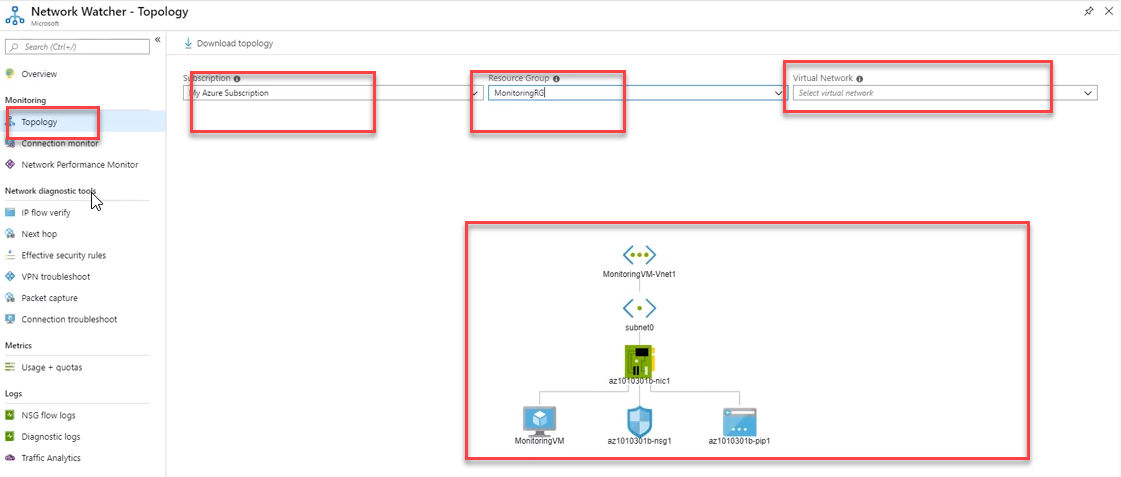 Network Watcher - Topology
Microsoft
Search (Ctrl+/)
Overview
Monitoring
Topology
Connection monitor
Network Performance Monitor
Network diagnostic tools
IP flow verify
Next hop
Effective security rules
VPN troubleshoot
Packet capture
Connection troubleshoot
Metrics
Usage + quotas
Logs
NSG flow logs
Diagnostic logs
Traffic Analytics
Download topology
Subscription
My Azure Subscription
Resource Group
MonitoringRG
Virtual Network
Select virtual network
MonitoringVM-Vnet1
subnet0
az1010301b-nic1
MonitoringVM
az1010301b-nsg1
az1010301b-pip1